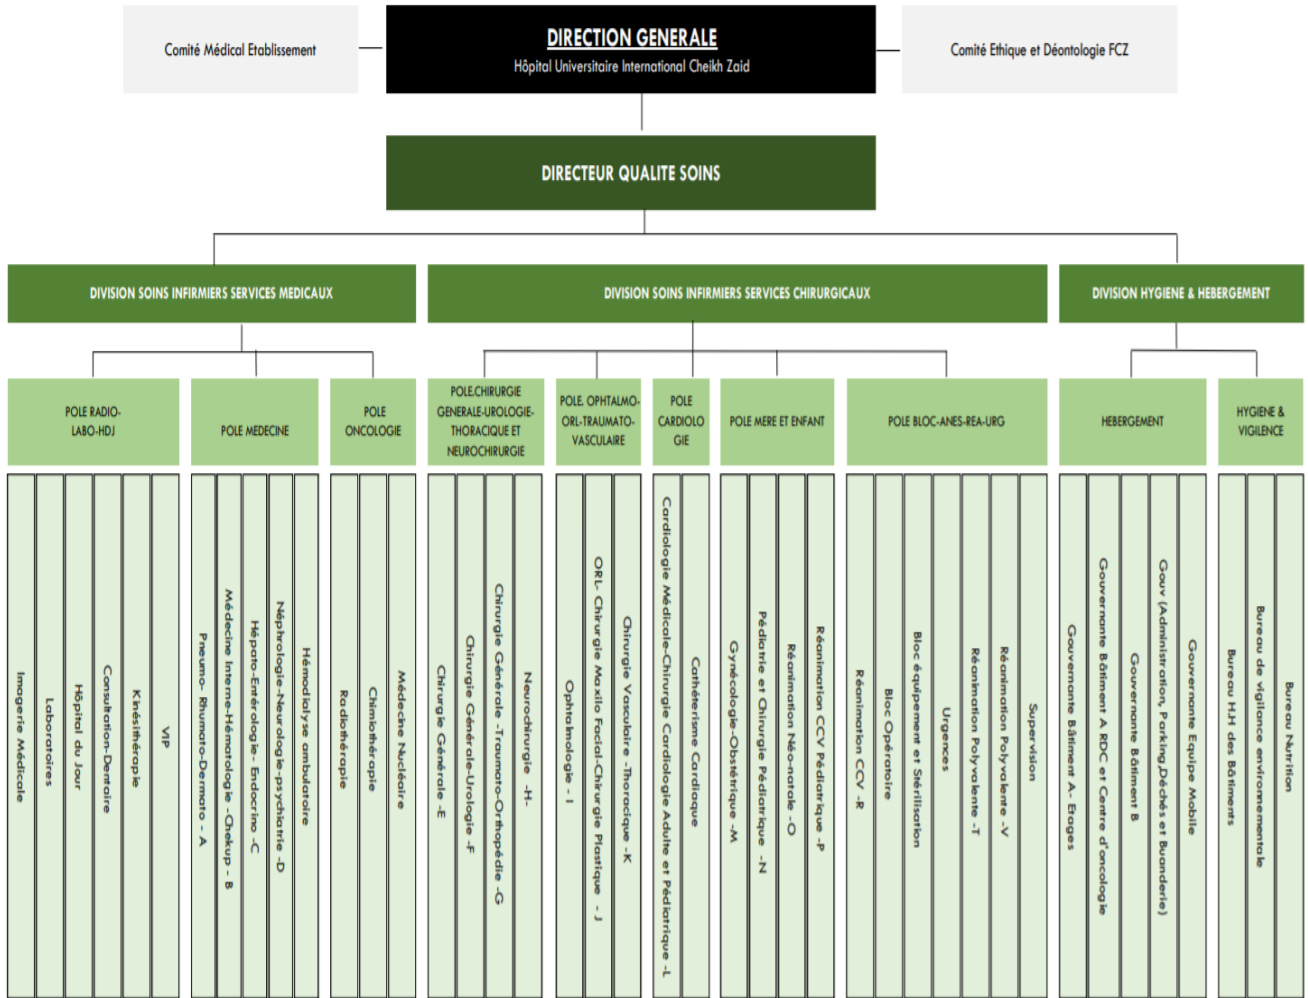 Comité Médical Etablissement
DIRECTION GENERALE
Hôpital Universitaire International Cheikh Zaid
Comité Ethique et Déontologie FCZ
DIRECTEUR QUALITE SOINS
DIVISION SOINS INFIRMIERS SERVICES MEDICAUX
DIVISION SOINS INFIRMIERS SERVICES CHIRURGICAUX
DIVISION HYGIENE & HEBERGEMENT
POLE RADIO-
LABO-HDJ
POLE MEDECINE
POLE
ONCOLOGIE
POLE.CHIRURGIE
GENERALE-UROLOGIE-
THORACIQUE ET
NEUROCHIRURGIE
POLE. OPHTALMO-
ORL-TRAUMATO-
VASCULAIRE
POLE
CARDIOLO
GIE
POLE MERE ET ENFANT
POLE BLOC-ANES-REA-URG
HEBERGEMENT
HYGIENE &
VIGILENCE
Imagerie Médicale
Laboratoires
Hôpital du Jour
Consultration-Dentaire
Kinésithérapie
VIP
Pneumo- Rhumato-Dermato - A
Médecine Interme-Hématologie -Chekup - B
Hépato-Entérologie- Endocrino -C
Néphrologie-Neurologie-psychiatrie -D
Hémodialyse ambulatoire
Radiothérapie
Chimiothérapie
Médecine Nucléaire
Chirurgie Générale -E
Chirurgie Générale-Urologie -F
Chirurgie Générale -Traumato-Orthopédie -G
Neurochirurgie -H-
Ophtalmologie - I
ORL- Chirurgie Maxilo Facial-Chirurgie Plastique - J
Chirurgie Vasculaire -Thoracique -K
Cardiologie Médicale-Chirurgie Cardiologie Adulte et Pédiatrique -L
Cathéterisme Cardiaque
Gynécologie-Obstétrique -M
Pédiatrie et Chirurgie Pédiatrique -N
Réanimation Néo-natale -O
Réanimation CCV Pédiatrique -P
Réanimation CCV -R
Bloc Opératoire
Bloc équipement et Stérilisation
Urgences
Réanimation Polyvalente -T
Réanimation Polyvalente -V
Supervision
Gouvernante Bâtiment A- Etages
Gouvernante Bâtiment A RDC et Centre d'oncologie
Gouvernante Bâtiment B
Gouv (Administration, Parking,Déchés et Buanderie)
Gouvernante Equipe Mobile
Bureau H.H des Bâtiments
Bureau de vigilance environnementale
Bureau Nutrition